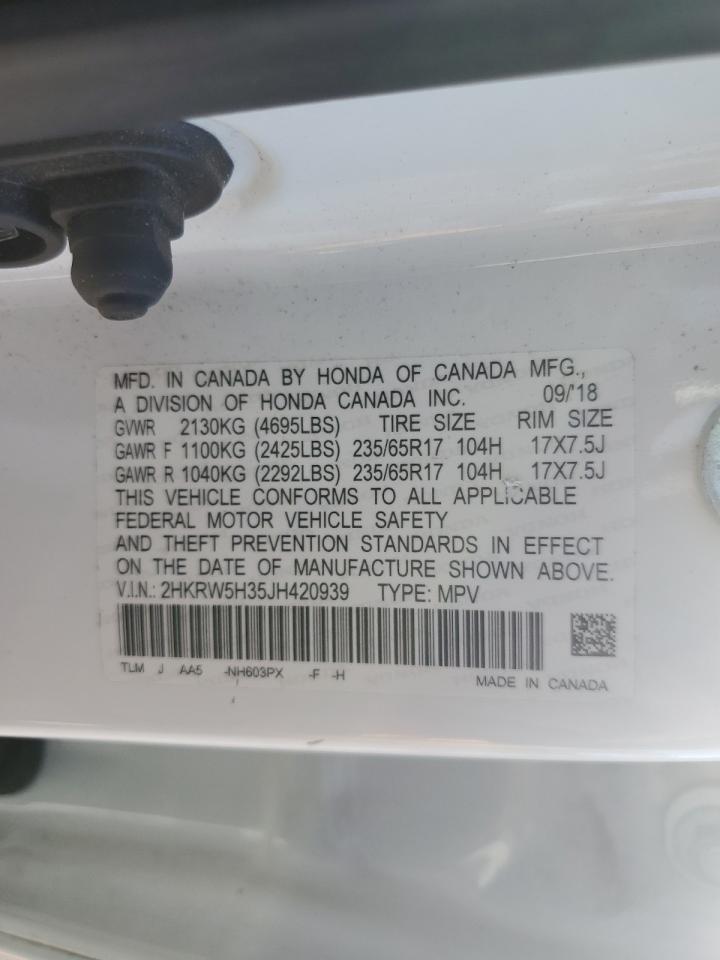 MFD. IN CANADA BY HONDA OF CANADA MFG.,
A DIVISION OF HONDA CANADA INC. 09/'18
GVWR 2130KG (4695LBS) TIRE SIZE RIM SIZE
GAWR F 1100KG (2425LBS) 235/65R17 104H 17X7.5J
GAWR R 1040KG (2292LBS) 235/65R17 104H 17X7.5J
THIS VEHICLE CONFORMS TO ALL APPLICABLE
FEDERAL MOTOR VEHICLE SAFETY
AND THEFT PREVENTION STANDARDS IN EFFECT
ON THE DATE OF MANUFACTURE SHOWN ABOVE.
V.I.N.: 2HKRW5H35JH420939 TYPE: MPV
TLM J AA5 -NH603PX -F -H
MADE IN CANADA